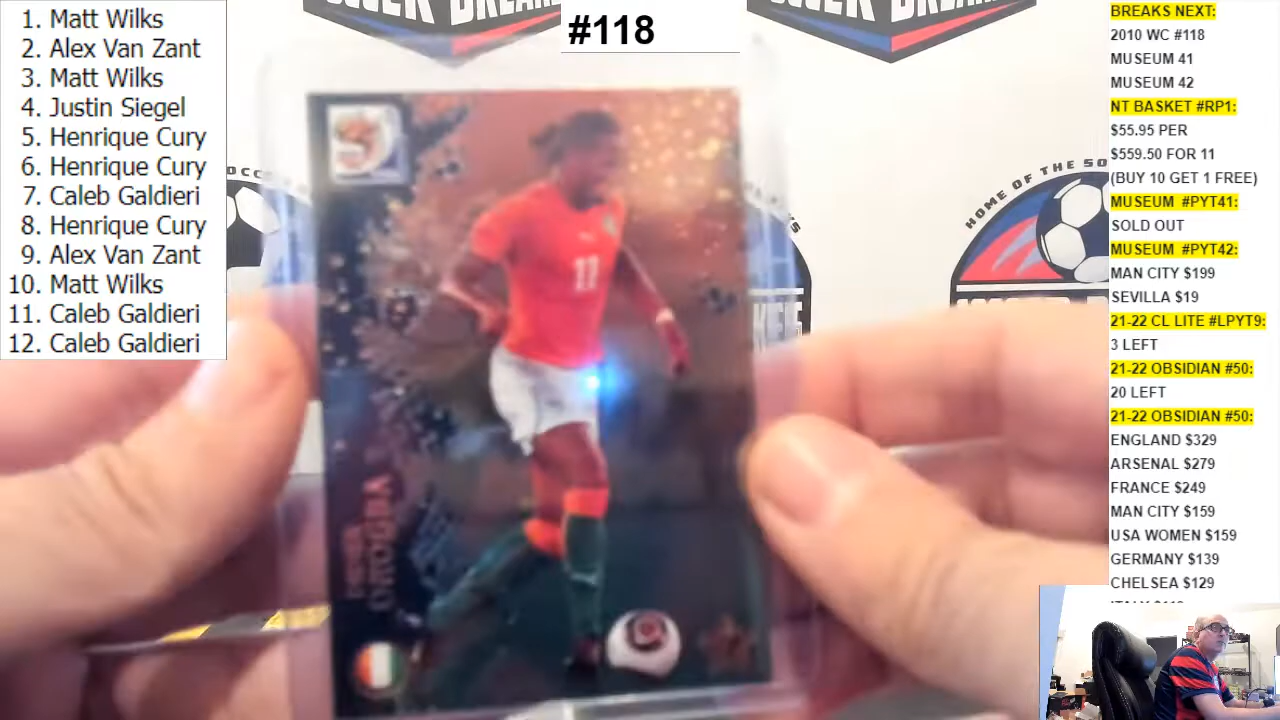 1. Matt Wilks
2. Alex Van Zant
3. Matt Wilks
4. Justin Siegel
5. Henrique Cury
6. Henrique Cury
7. Caleb Galdieri
8. Henrique Cury
9. Alex Van Zant
10. Matt Wilks
11. Caleb Galdieri
12. Caleb Galdieri
#118
HOME OF THE SO
11
BREAKS NEXT:
2010 WC #118
MUSEUM 41
MUSEUM 42
NT BASKET #RP1:
$55.95 PER
$559.50 FOR 11
(BUY 10 GET 1 FREE)
MUSEUM #PYT41:
SOLD OUT
MUSEUM #PYT42:
MAN CITY $199
SEVILLA $19
21-22 CL LITE #LPYT9:
3 LEFT
21-22 OBSIDIAN #50:
20 LEFT
21-22 OBSIDIAN #50:
ENGLAND $329
ARSENAL $279
FRANCE $249
MAN CITY $159
USA WOMEN $159
GERMANY $139
CHELSEA $129